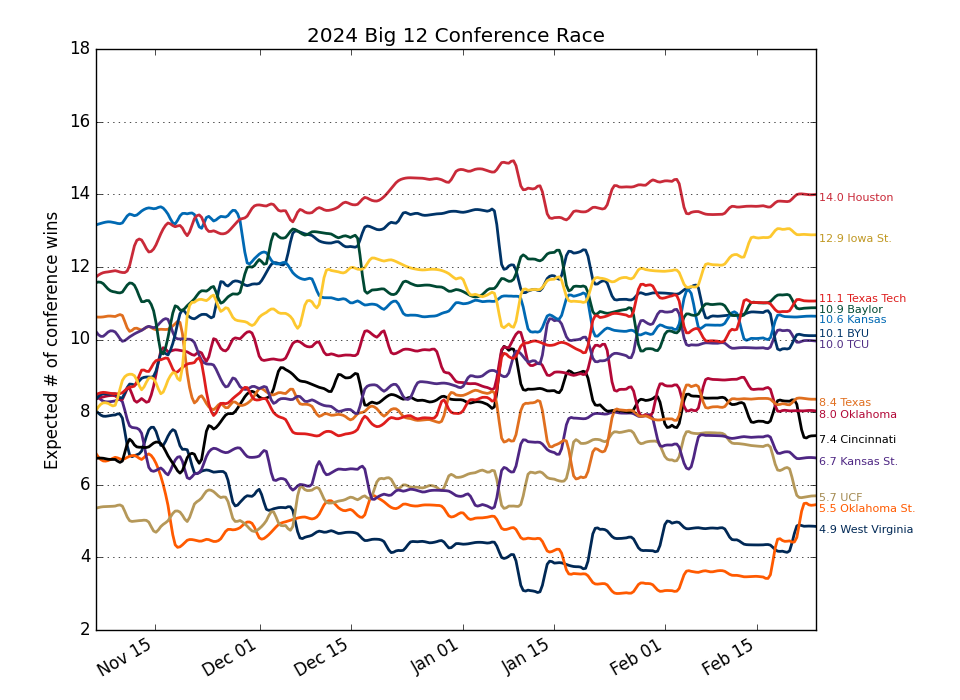 2024 Big 12 Conference Race
Expected # of conference wins
18
16
14
12
10
8
6
4
2
Nov 15
Dec 01
Dec 15
Jan 01
Jan 15
Feb 01
Feb 15
14.0 Houston
12.9 Iowa St.
11.1 Texas Tech
10.9 Baylor
10.6 Kansas
10.1 BYU
10.0 TCU
8.4 Texas
8.0 Oklahoma
7.4 Cincinnati
6.7 Kansas St.
5.7 UCF
5.5 Oklahoma St.
4.9 West Virginia